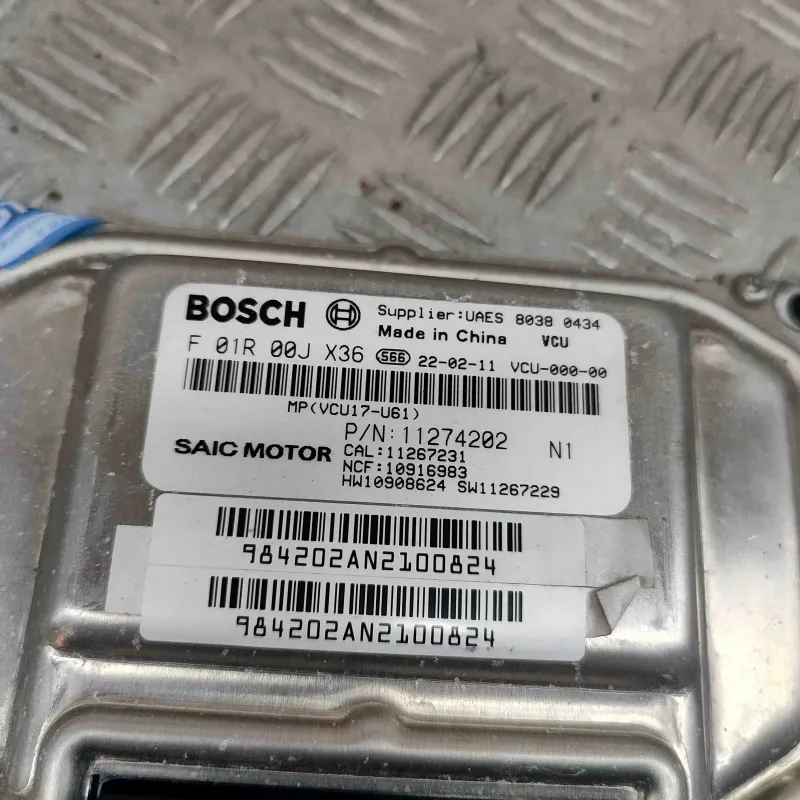 BOSCH Supplier:UAES 8038 0434
Made in China VCU
F 01R 00J X36 566 22-02-11 VCU-000-00
MP(VCU17-U61)
P/N:11274202 N1
SAIC MOTOR CAL:11267231
NCF:10916983
HW10908624 SW11267229
984202AN2100824
984202AN2100824